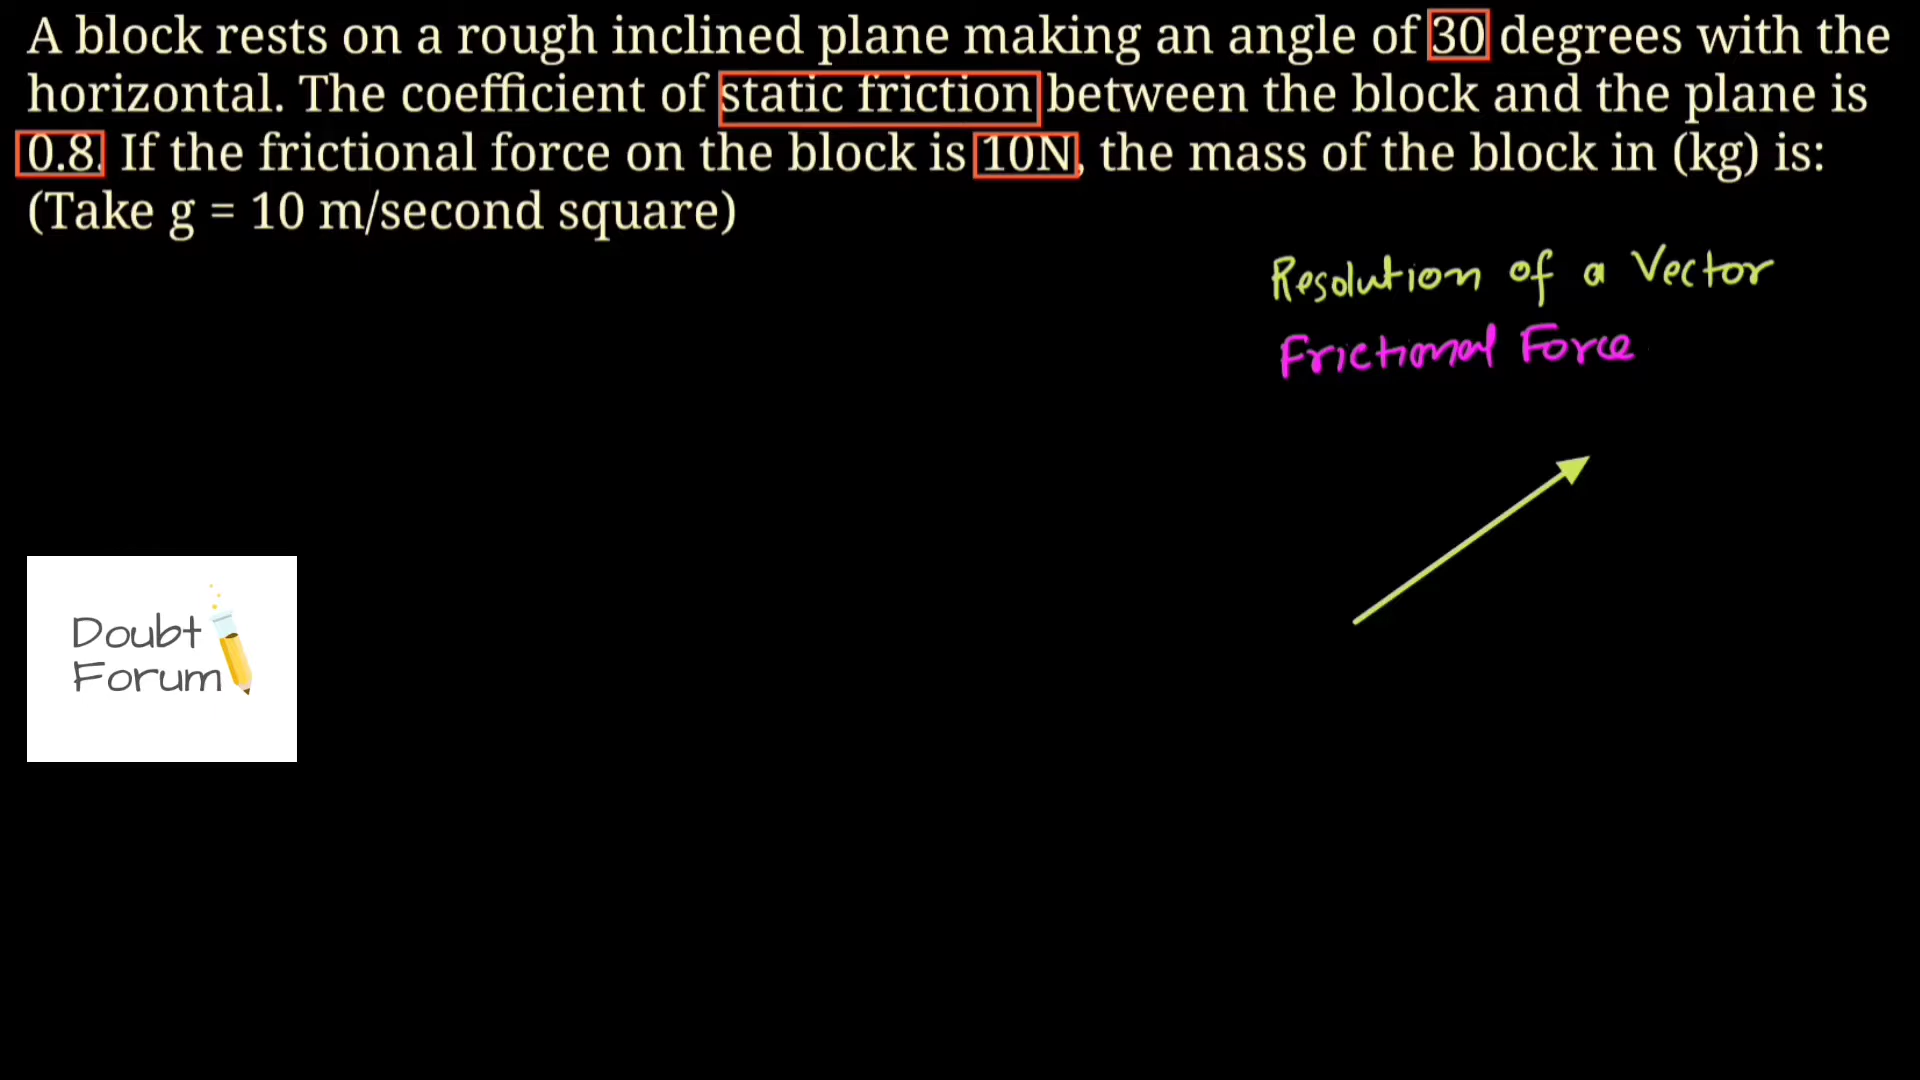 A block rests on a rough inclined plane making an angle of 30 degrees with the
horizontal. The coefficient of static friction between the block and the plane is
0.8. If the frictional force on the block is 10N, the mass of the block in (kg) is:
(Take g = 10 m/second square)
Resolution of a Vector
Frictional Force
Doubt
Forum